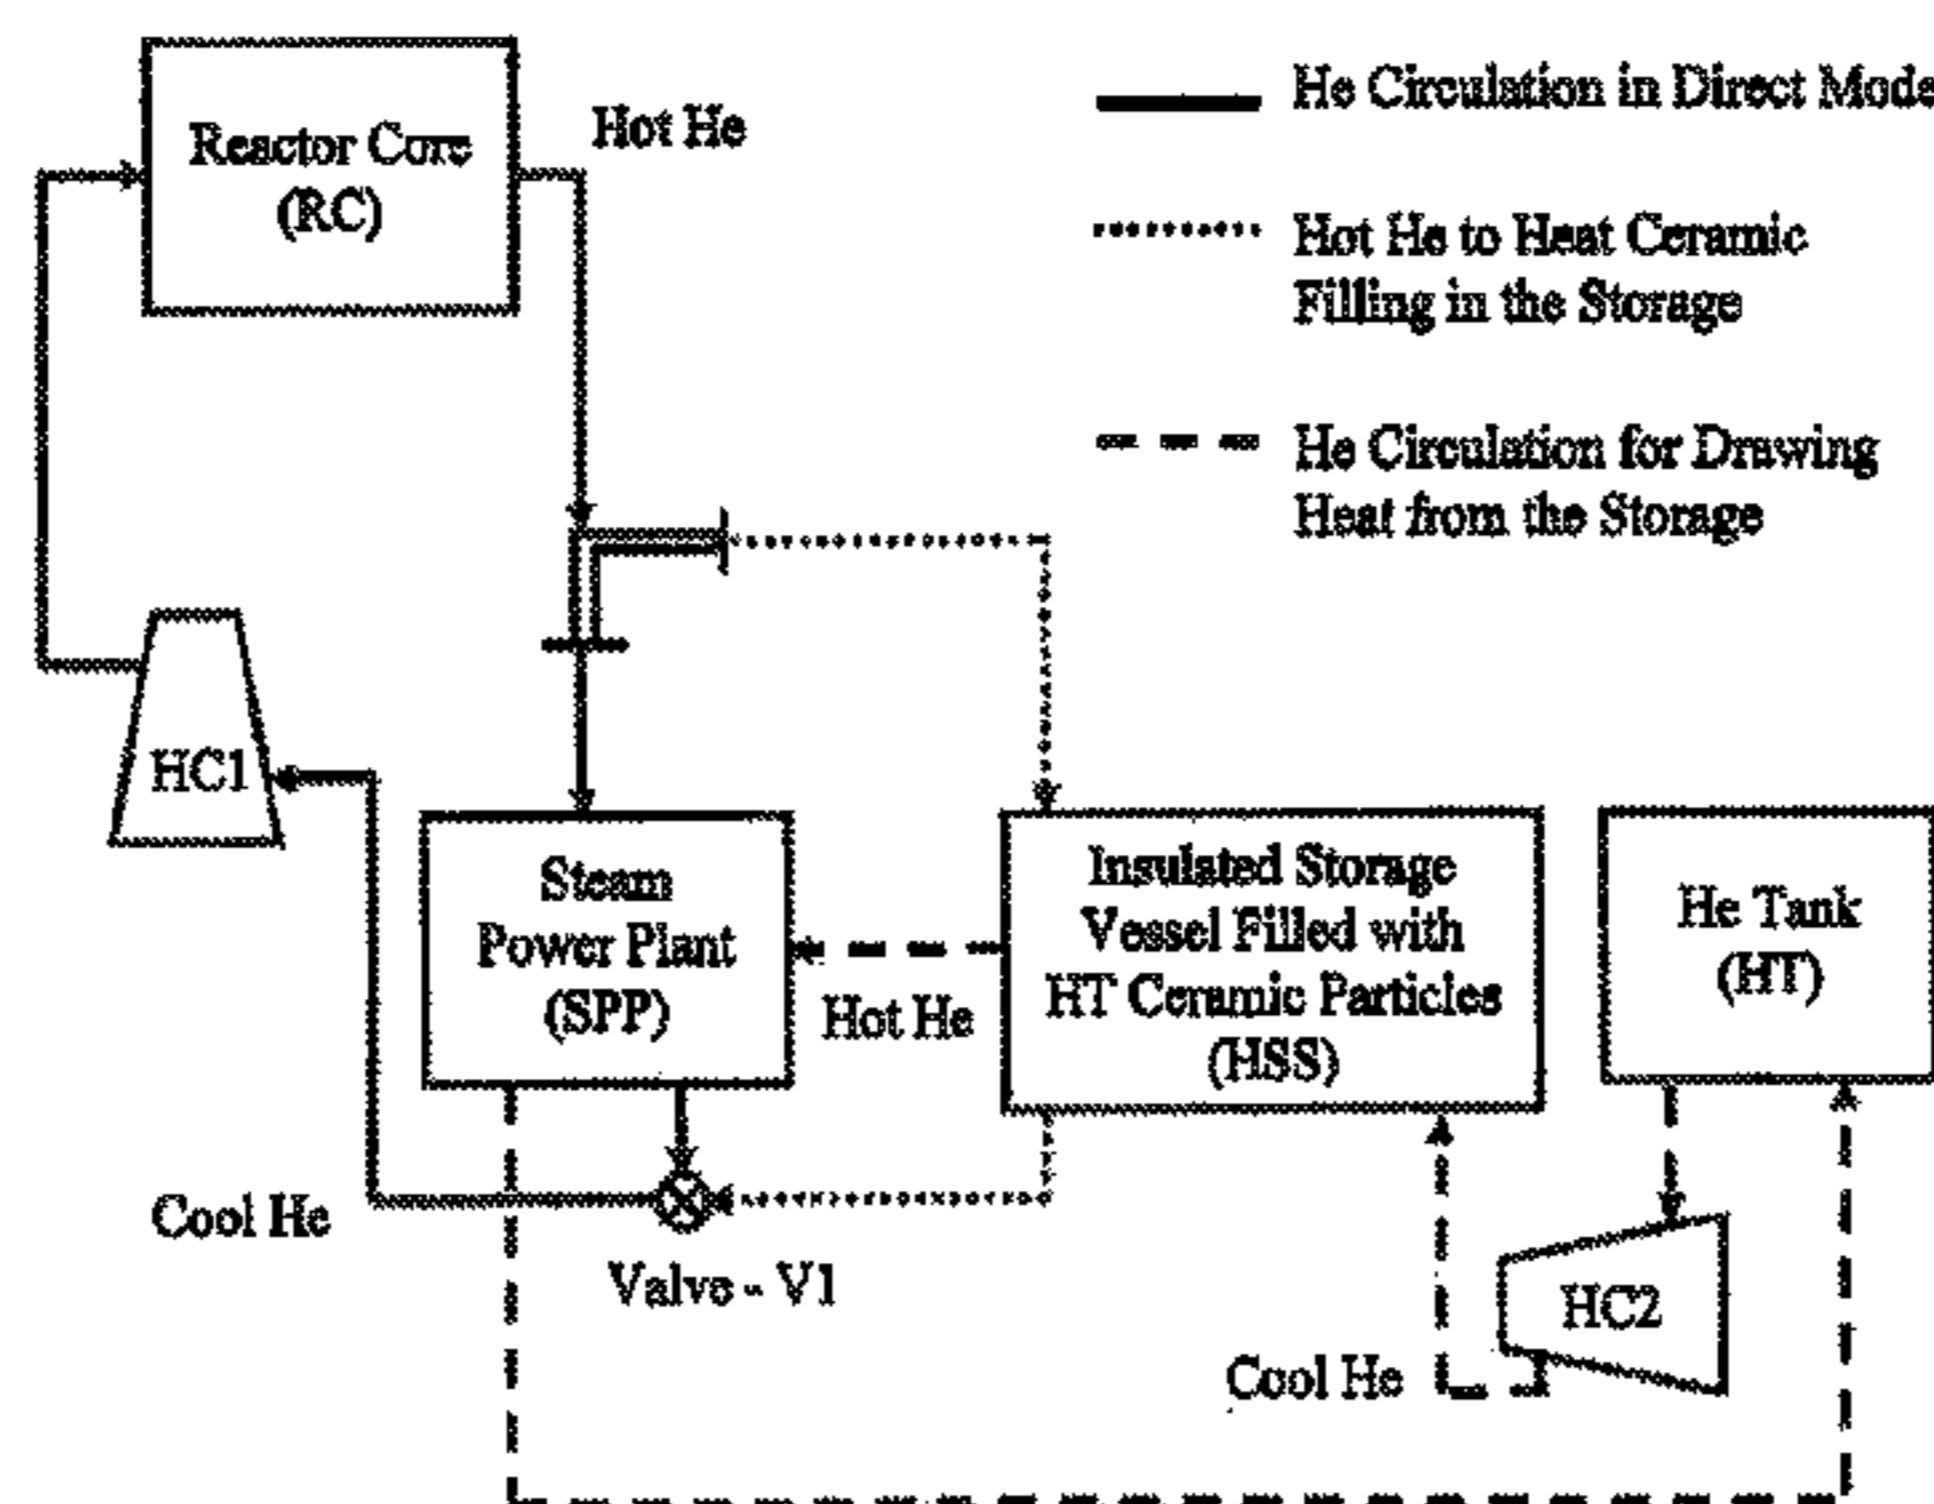 Reactor Core
(RC)
Hot He
He Circulation in Direct Mode
Hot He to Heat Ceramic
Filling in the Storage
He Circulation for Drawing
Heat from the Storage
HC1
Steam
Power Plant
(SPP)
Hot He
Insulated Storage
Vessel Filled with
HT Ceramic Particles
(HSS)
He Tank
(HT)
Cool He
Valve - V1
HC2
Cool He